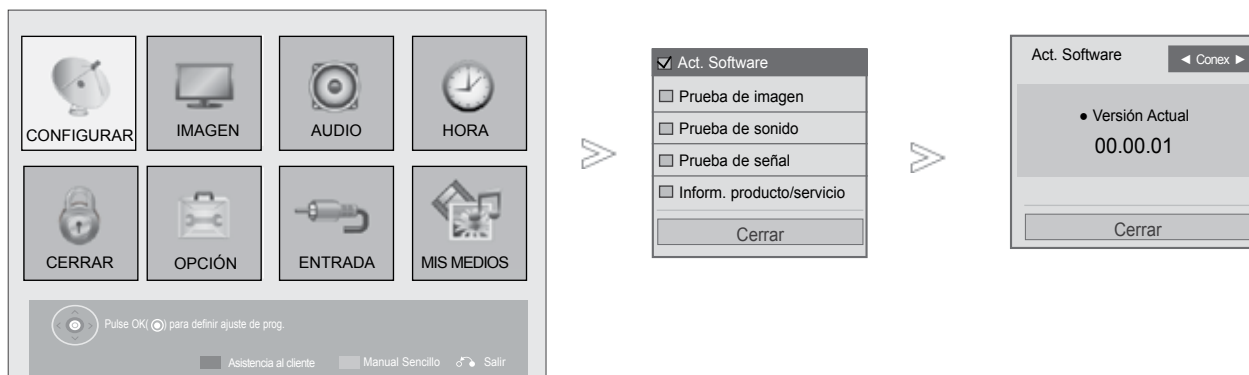 CONFIGURAR
IMAGEN
AUDIO
HORA
CERRAR
OPCIÓN
ENTRADA
MIS MEDIOS
Pulse OK( ) para definir ajuste de prog.
Asistencia al cliente
Manual Sencillo
Salir
Act. Software
Prueba de imagen
Prueba de sonido
Prueba de señal
Inform. producto/servicio
Cerrar
Act. Software
◄ Conex ►
● Versión Actual
00.00.01
Cerrar